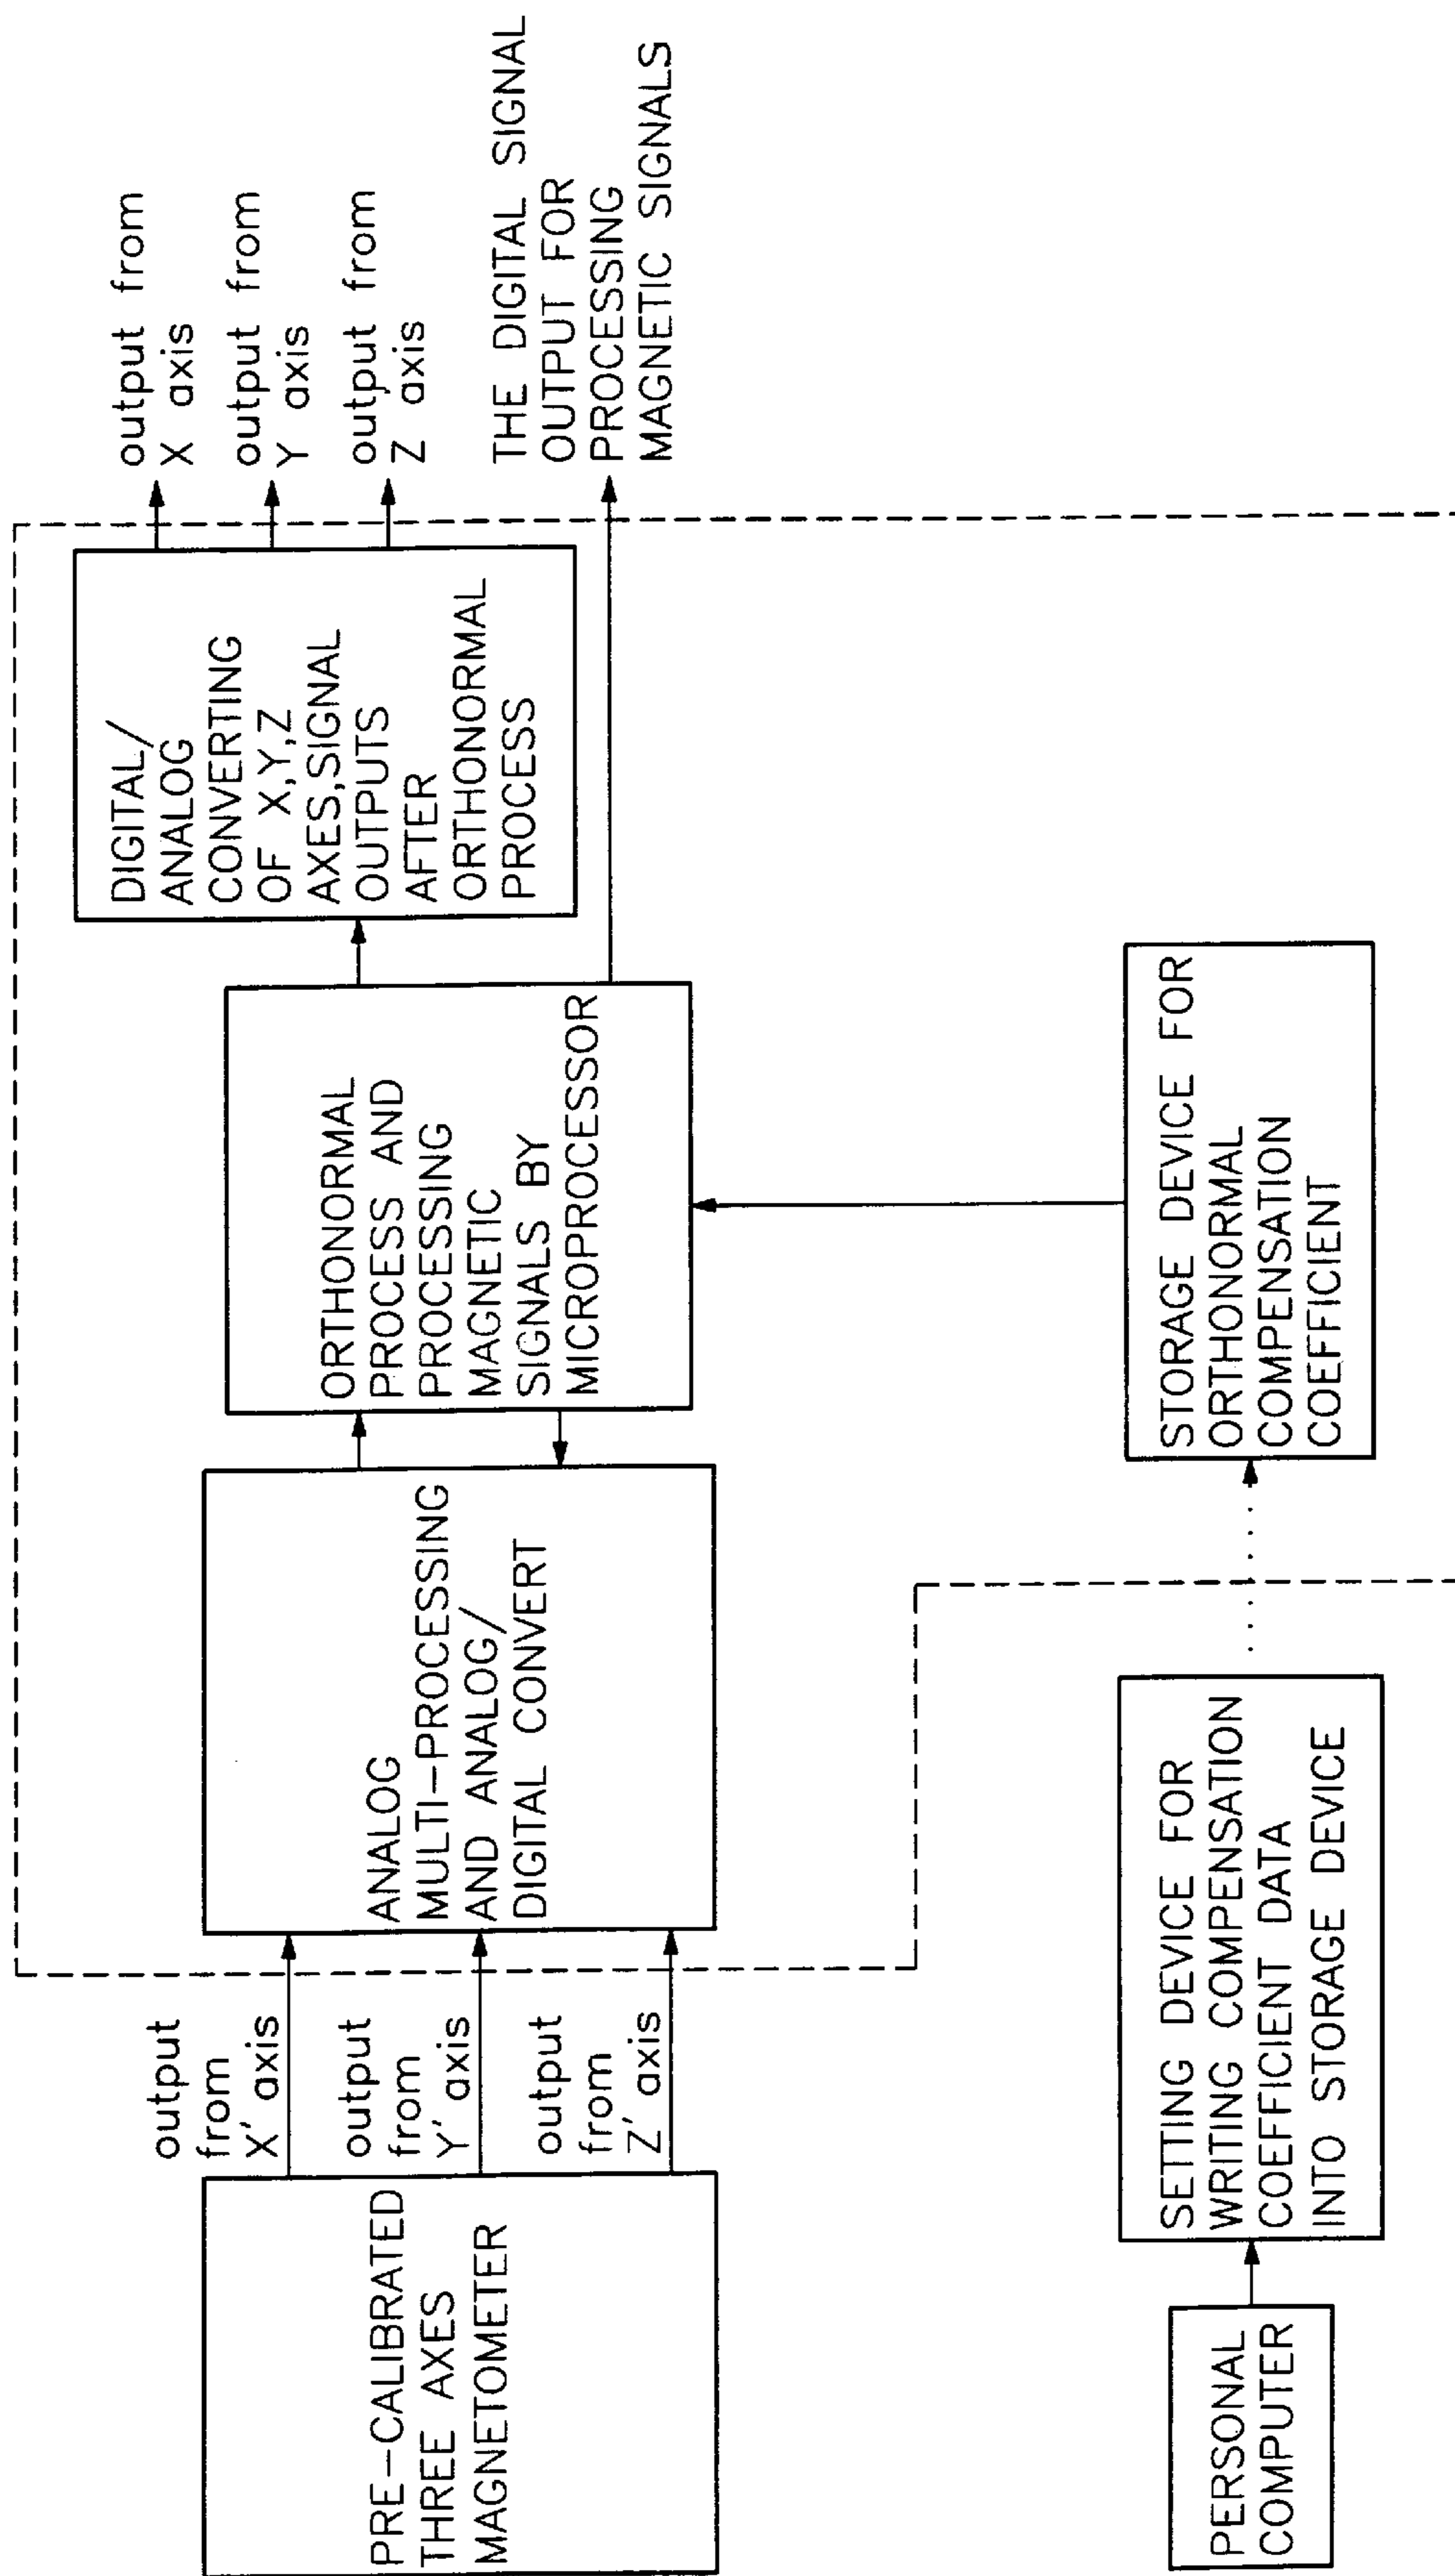 PRE-CALIBRATED
THREE AXES
MAGNETOMETER
output
from
X' axis
output
from
Y' axis
output
from
Z' axis
ANALOG
MULTI-PROCESSING
AND ANALOG/
DIGITAL CONVERT
ORTHONORMAL
PROCESS AND
PROCESSING
MAGNETIC
SIGNALS BY
MICROPROCESSOR
DIGITAL/
ANALOG
CONVERTING
OF X,Y,Z
AXES,SIGNAL
OUTPUTS
AFTER
ORTHONORMAL
PROCESS
output from
X axis
output from
Y axis
output from
Z axis
THE DIGITAL SIGNAL
OUTPUT FOR
PROCESSING
MAGNETIC SIGNALS
PERSONAL
COMPUTER
SETTING DEVICE FOR
WRITING COMPENSATION
COEFFICIENT DATA
INTO STORAGE DEVICE
STORAGE DEVICE FOR
ORTHONORMAL
COMPENSATION
COEFFICIENT